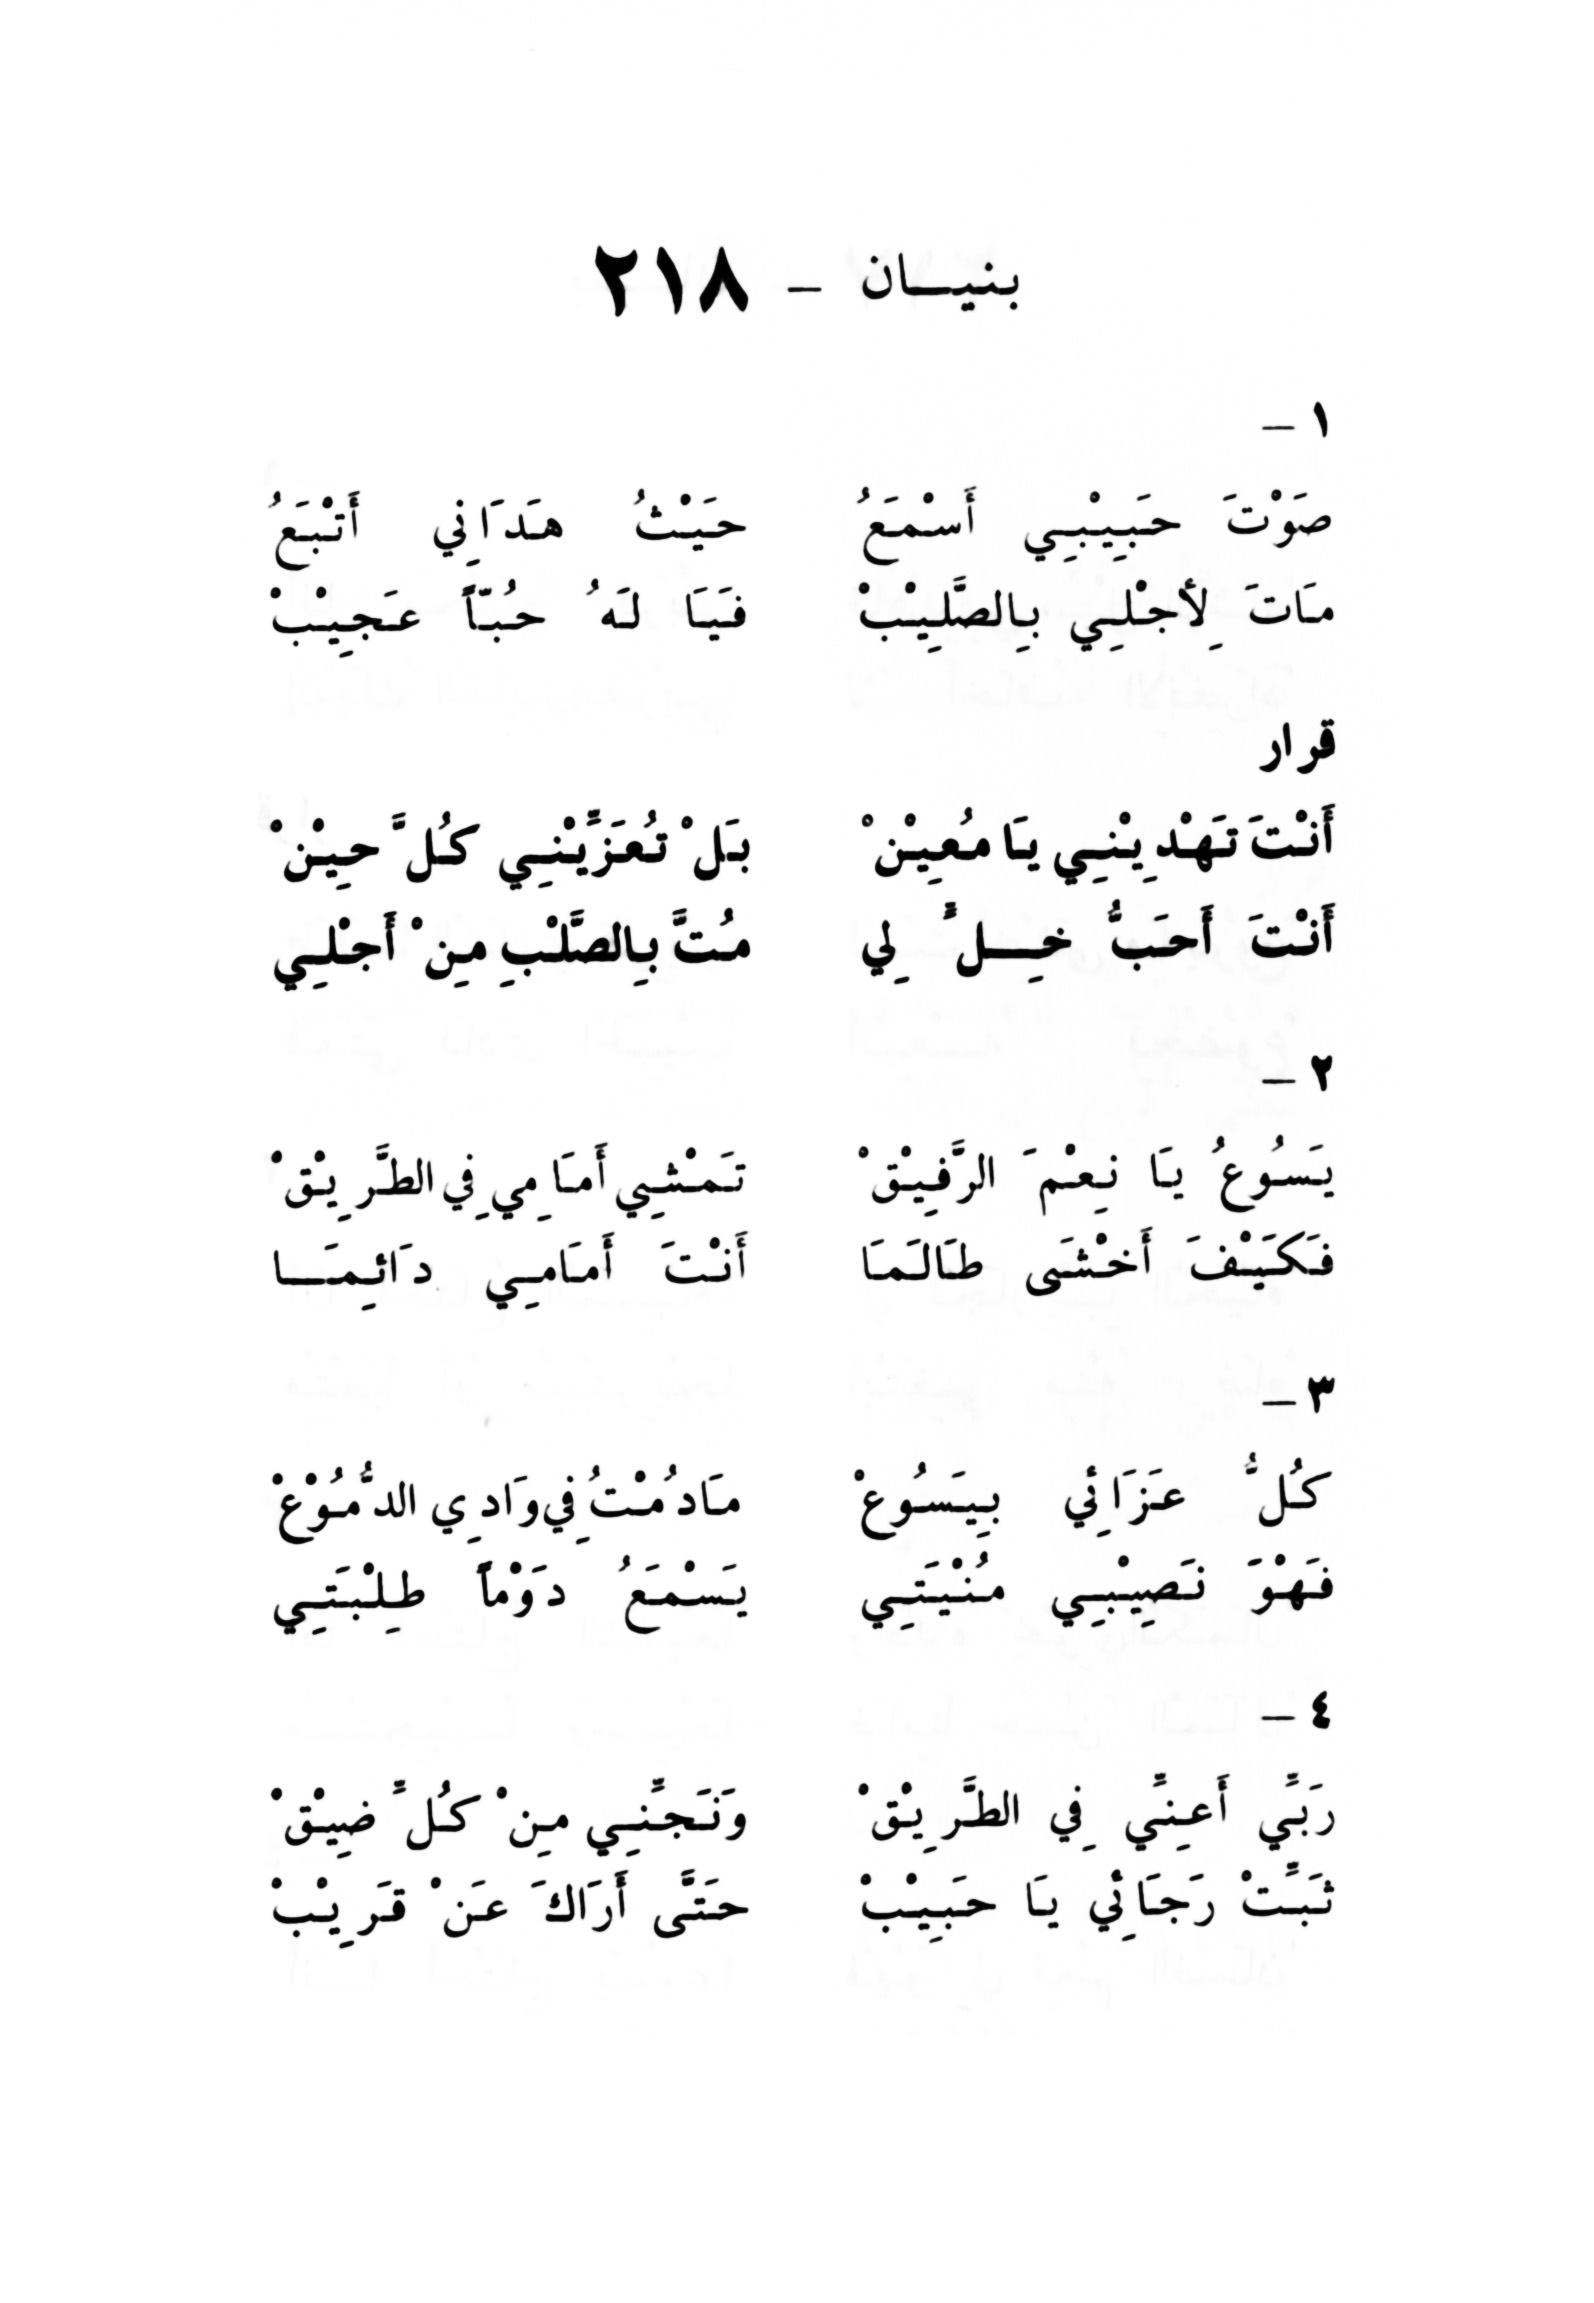 بنيان - ٢١٨
١ -
صَوْتَ حَبِيْبِي أَسْمَعُ حَيْثُ هَدَانِي أَتْبَعُ
مَاتَ لِأجْلِي بِالصَّلِيْبْ فَيَا لَهُ حُبّاً عَجِيْبْ
قرار
أَنْتَ تَهْدِيْنِي يَا مُعِيْنْ بَلْ تُعَزِّيْنِي كُلَّ حِيْنْ
أَنْتَ أَحَبُّ خِلٍّ لِي مُتَّ بِالصَّلْبِ مِنْ أَجْلِي
٢ -
يَسُوعُ يَا نِعْمَ الرَّفِيْقْ تَمْشِي أَمَامِي فِي الطَّرِيْقْ
فَكَيْفَ أَخْشَى طَالَمَا أَنْتَ أَمَامِي دَائِمَا
٣ -
كُلُّ عَزَائِي بِيَسُوعْ مَادُمْتُ فِي وَادِي الدُّمُوْعْ
فَهْوَ نَصِيْبِي مُنْيَتِي يَسْمَعُ دَوْماً طِلْبَتِي
٤ -
رَبِّي أَعِنِّي فِي الطَّرِيْقْ وَنَجِّنِي مِنْ كُلِّ ضِيْقْ
ثَبِّتْ رَجَائِي يَا حَبِيْبْ حَتَّى أَرَاكَ عَنْ قَرِيْبْ